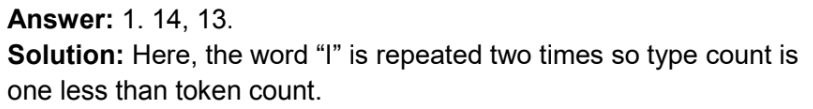 Answer: 1. 14, 13.
Solution: Here, the word “I” is repeated two times so type count is
one less than token count.